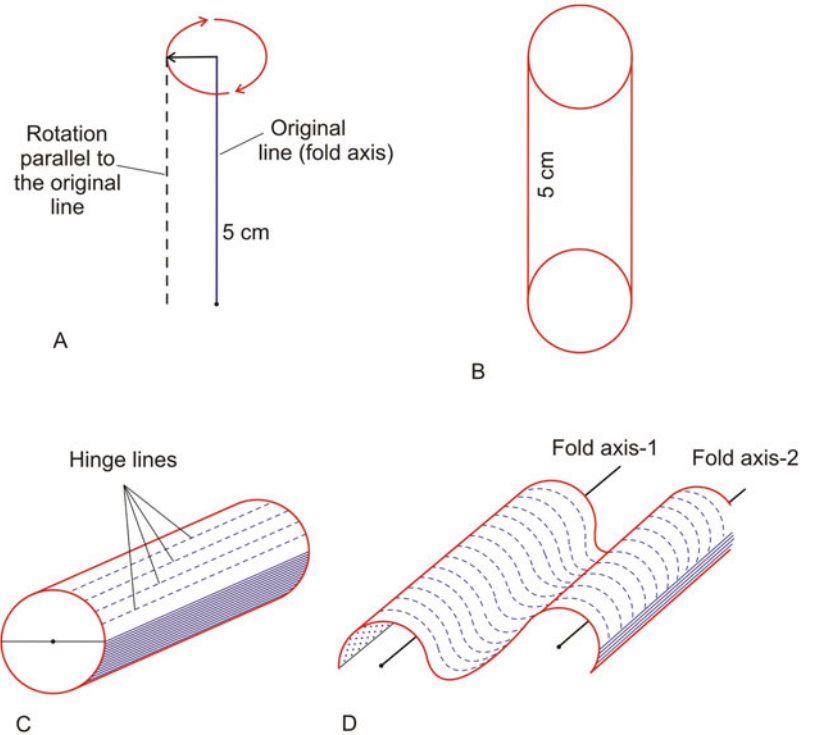 Rotation
parallel to
the original
line
Original
line (fold axis)
5 cm
A
5 cm
B
Hinge lines
C
Fold axis-1
Fold axis-2
D